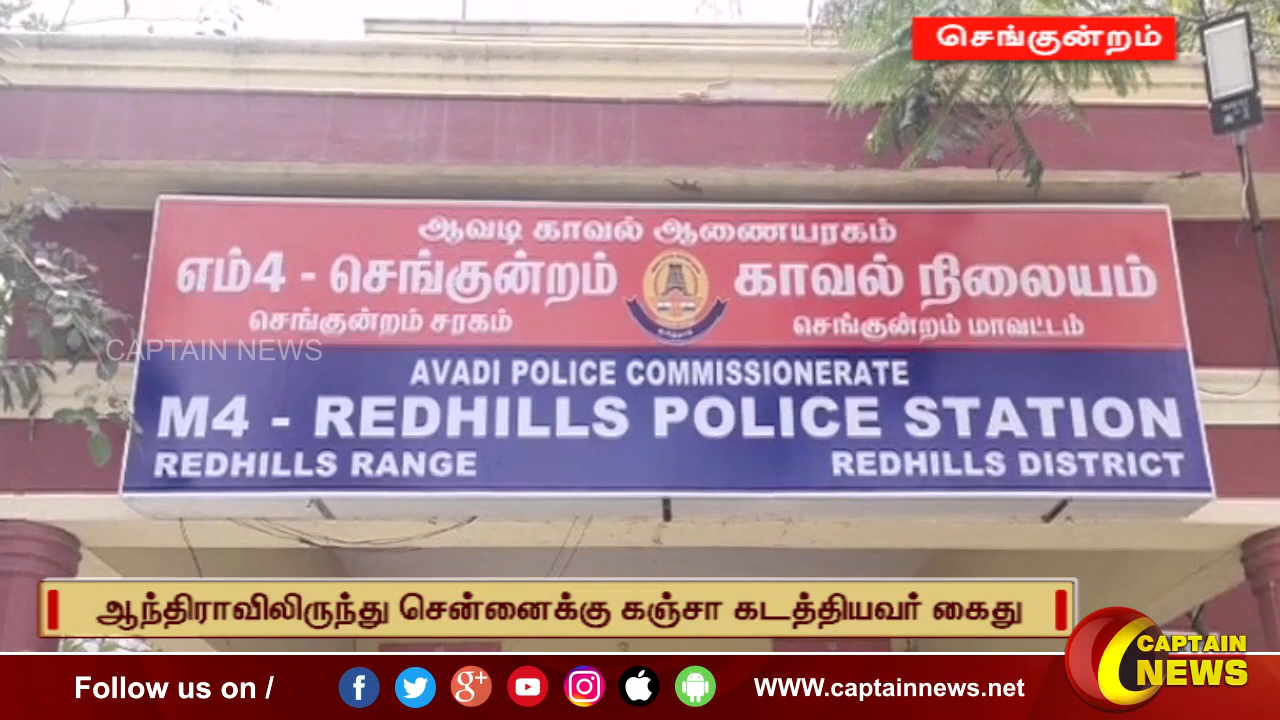 செங்குன்றம்
ஆவடி காவல் ஆணையரகம்
எம்4 - செங்குன்றம் காவல் நிலையம்
செங்குன்றம் சரகம் செங்குன்றம் மாவட்டம்
CAPTAIN NEWS
AVADI POLICE COMMISSIONERATE
M4 - REDHILLS POLICE STATION
REDHILLS RANGE REDHILLS DISTRICT
ஆந்திராவிலிருந்து சென்னைக்கு கஞ்சா கடத்தியவர் கைது
CAPTAIN
NEWS
Follow us on / WWW.captainnews.net